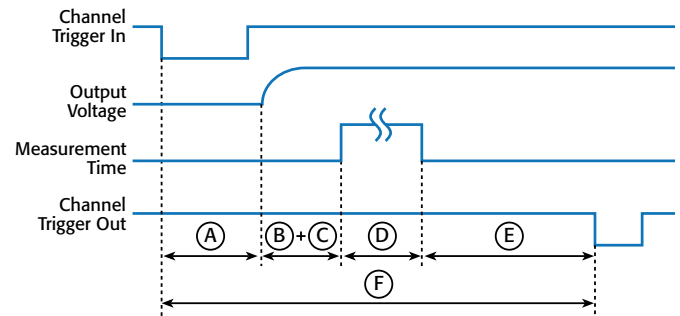 Channel
Trigger In
Output
Voltage
Measurement
Time
Channel
Trigger Out
A
B + C
D
E
F